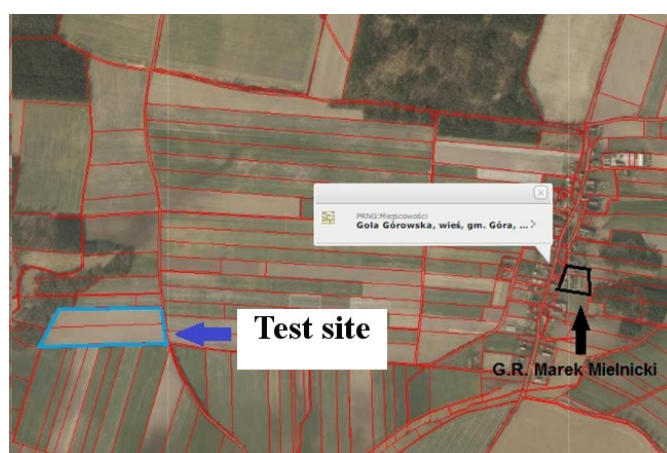 PRNG:Miejscowości
Gola Górowska, wieś, gm. Góra, ...
Test site
G.R. Marek Mielnicki